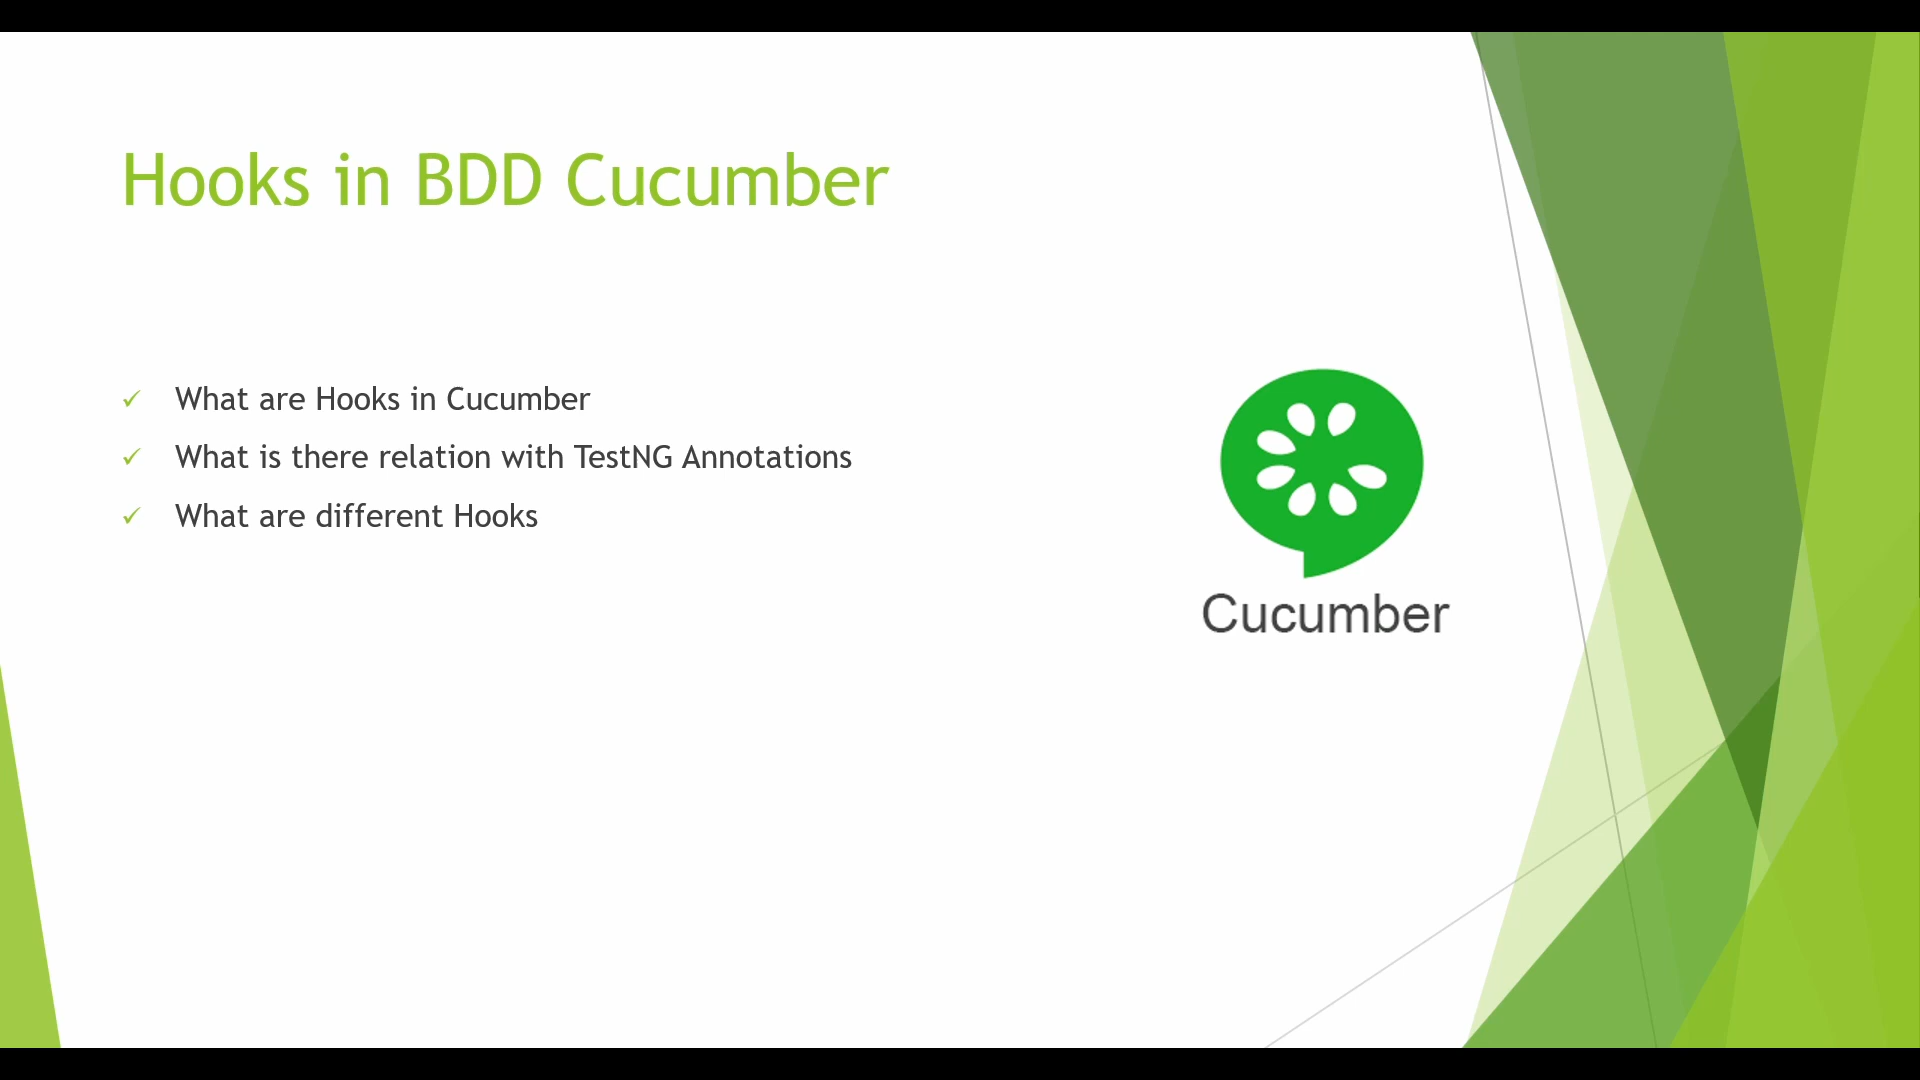 Hooks in BDD Cucumber
What are Hooks in Cucumber
What is there relation with TestNG Annotations
What are different Hooks
Cucumber